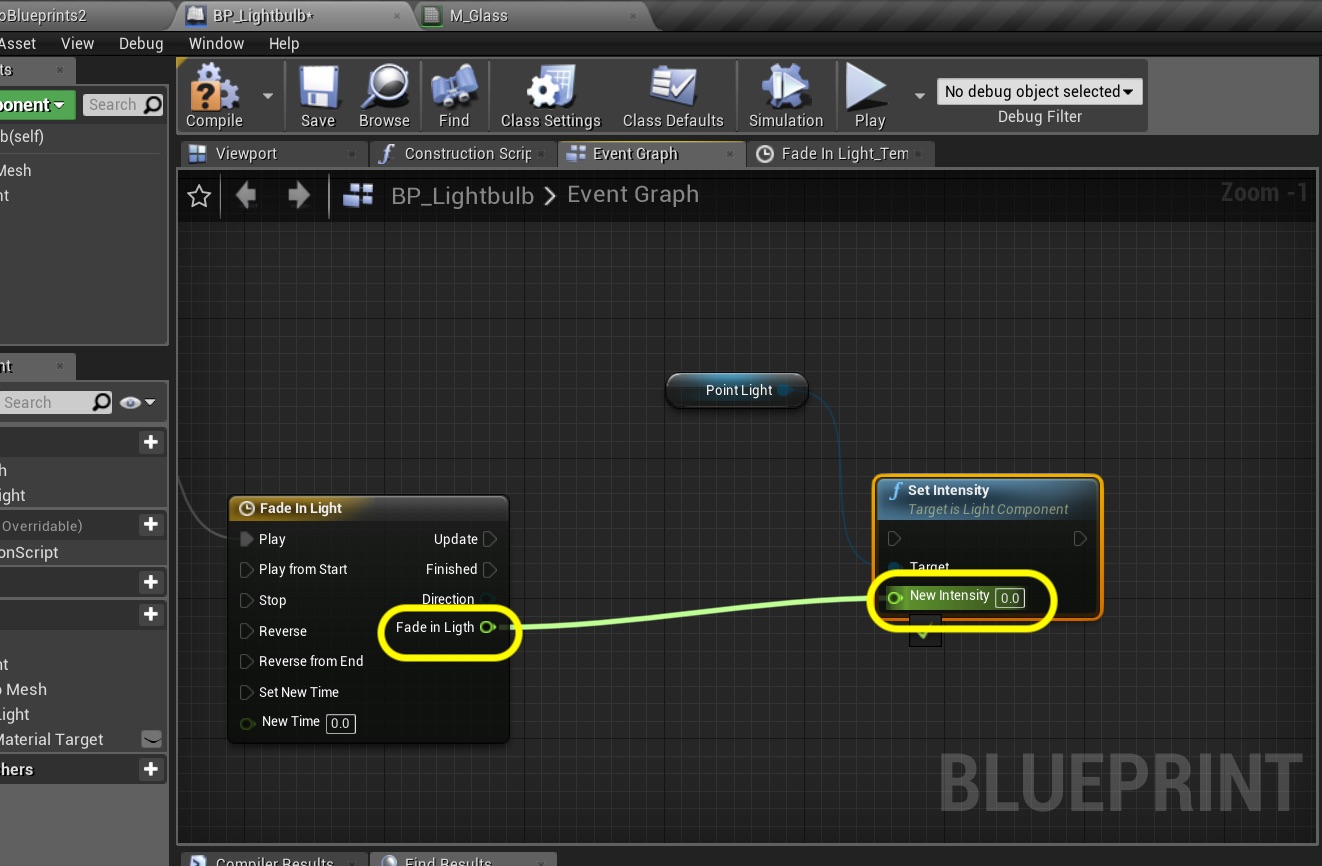 oBlueprints2
BP_Lightbulb*
M_Glass
Asset View Debug Window Help
ts
ponent
Search
b(self)
Mesh
nt
Compile
Save
Browse
Find
Class Settings
Class Defaults
Simulation
Play
No debug object selected
Debug Filter
Viewport
Construction Scrip
Event Graph
Fade In Light_Tem
BP_Lightbulb > Event Graph
Zoom -1
nt
Search
h
ight
Overridable)
onScript
nt
o Mesh
Light
Material Target
hers
Point Light
Fade In Light
Play
Update
Play from Start
Finished
Stop
Direction
Fade in Ligth
Reverse
Reverse from End
Set New Time
New Time 0.0
f Set Intensity
Target is Light Component
Target
New Intensity 0.0
BLUEPRINT
Compiler Results
Find Results